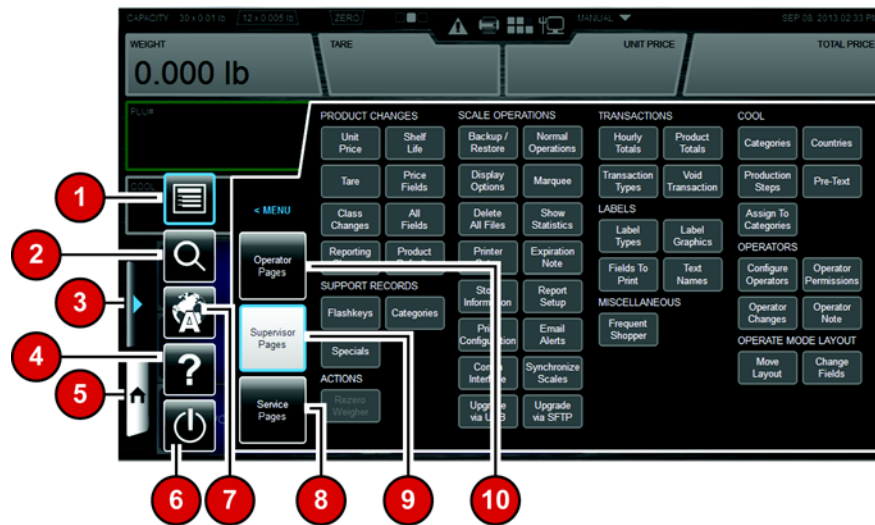 CAPACITY 30 x 0.01 lb 12 x 0.005 lb ZERO MANUAL SEP 08, 2013 02:33 PM
WEIGHT TARE UNIT PRICE TOTAL PRICE
0.000 lb
PLU#
COOL
PRODUCT CHANGES
Unit
Price
Shelf
Life
Tare
Price
Fields
Class
Changes
All
Fields
Reporting
Product
SUPPORT RECORDS
Flashkeys
Categories
Specials
ACTIONS
Rezero
Weigher
SCALE OPERATIONS
Backup /
Restore
Normal
Operations
Display
Options
Marquee
Delete
All Files
Show
Statistics
Printer
Expiration
Note
Information
Report
Setup
Configuration
Email
Alerts
Synchronize
Scales
Upgrade
via USB
Upgrade
via SFTP
TRANSACTIONS
Hourly
Totals
Product
Totals
Transaction
Types
Void
Transaction
LABELS
Label
Types
Label
Graphics
Fields To
Print
Text
Names
MISCELLANEOUS
Frequent
Shopper
COOL
Categories
Countries
Production
Steps
Pre-Text
Assign To
Categories
OPERATORS
Configure
Operators
Operator
Permissions
Operator
Changes
Operator
Note
OPERATE MODE LAYOUT
Move
Layout
Change
Fields
< MENU
Operator
Pages
Supervisor
Pages
Service
Pages
A
?
1
2
3
4
5
6
7
8
9
10